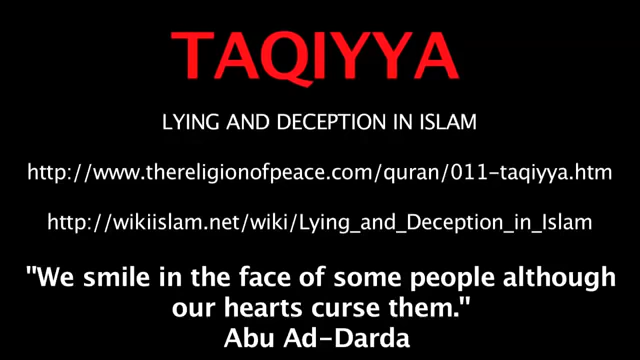 TAQIYYA
LYING AND DECEPTION IN ISLAM
http://www.thereligionofpeace.com/quran/011-taqiyya.htm
http://wikiislam.net/wiki/Lying_and_Deception_in_Islam
"We smile in the face of some people although
our hearts curse them."
Abu Ad-Darda